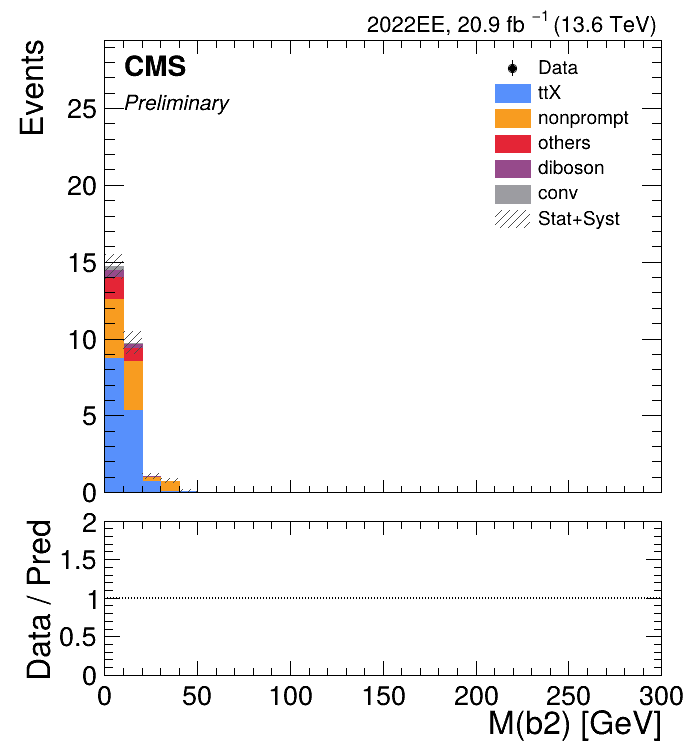 2022EE, 20.9 fb⁻¹ (13.6 TeV)
CMS
Preliminary
Events
Data
ttX
nonprompt
others
diboson
conv
Stat+Syst
25
20
15
10
5
0
Data / Pred
2
1.5
1
0.5
0
0 50 100 150 200 250 300
M(b2) [GeV]